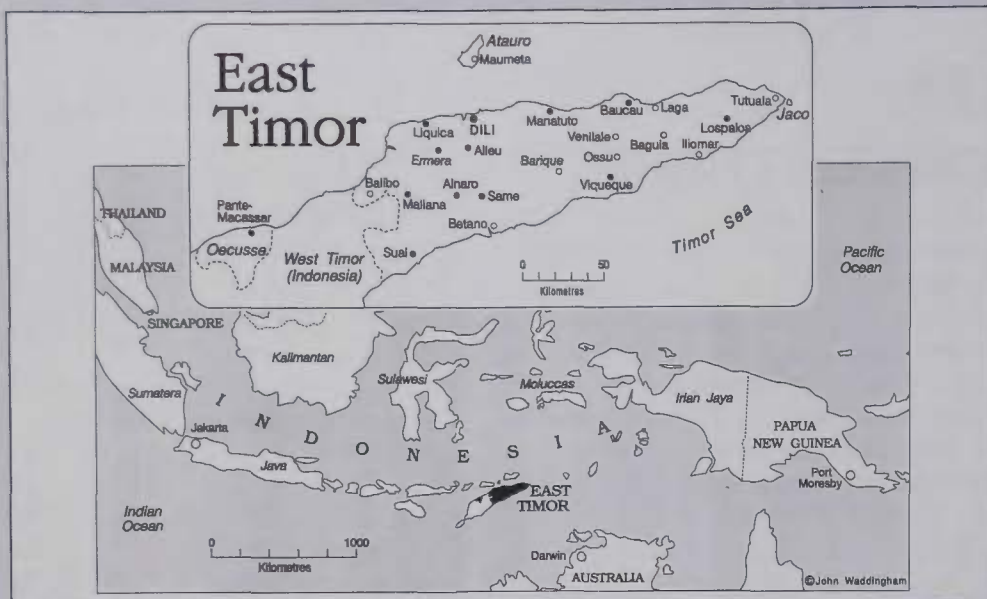 East
Timor
Atauro
Maumeta
Liquica
DILI
Manatuto
Baucau
Laga
Tutuala
Jaco
Ermera
Aileu
Venilale
Baguia
Lospalos
Barique
Ossu
Iliomar
Balibo
Maliana
Ainaro
Same
Viqueque
Betano
Pante-
Macassar
Oecusse
West Timor
(Indonesia)
Suai
Timor Sea
0 50
Kilometres
THAILAND
MALAYSIA
SINGAPORE
Pacific
Ocean
Kalimantan
Sumatera
Sulawesi
Moluccas
Irian Jaya
PAPUA
NEW GUINEA
INDONESIA
Jakarta
Java
Port
Moresby
EAST
TIMOR
Indian
Ocean
0 1000
Kilometres
Darwin
AUSTRALIA
©John Waddingham